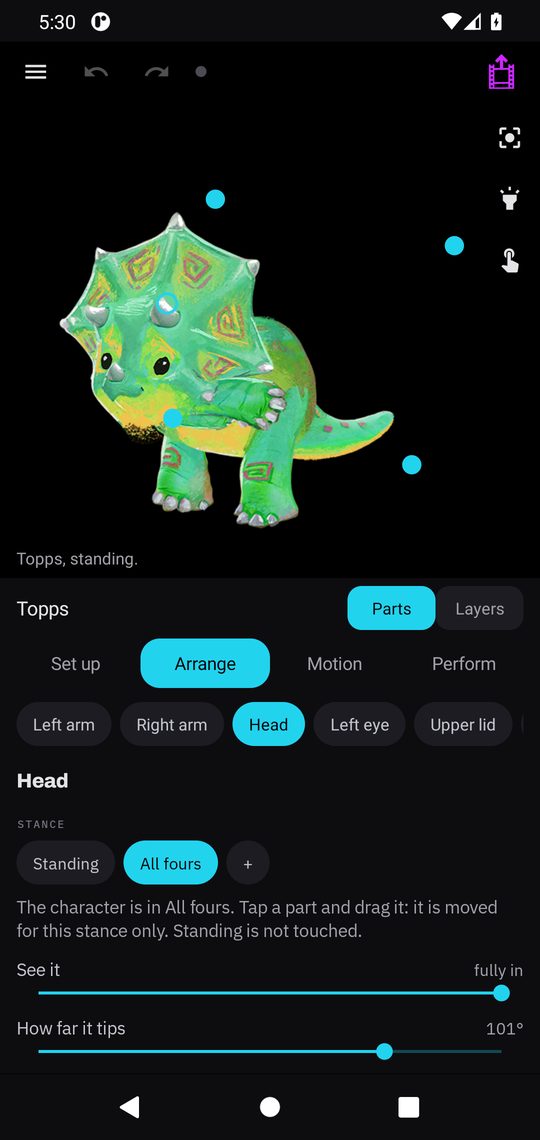 5:30
Topps, standing.
Topps
Parts
Layers
Set up
Arrange
Motion
Perform
Left arm
Right arm
Head
Left eye
Upper lid
Head
STANCE
Standing
All fours
+
The character is in All fours. Tap a part and drag it: it is moved
for this stance only. Standing is not touched.
See it
fully in
How far it tips
101°